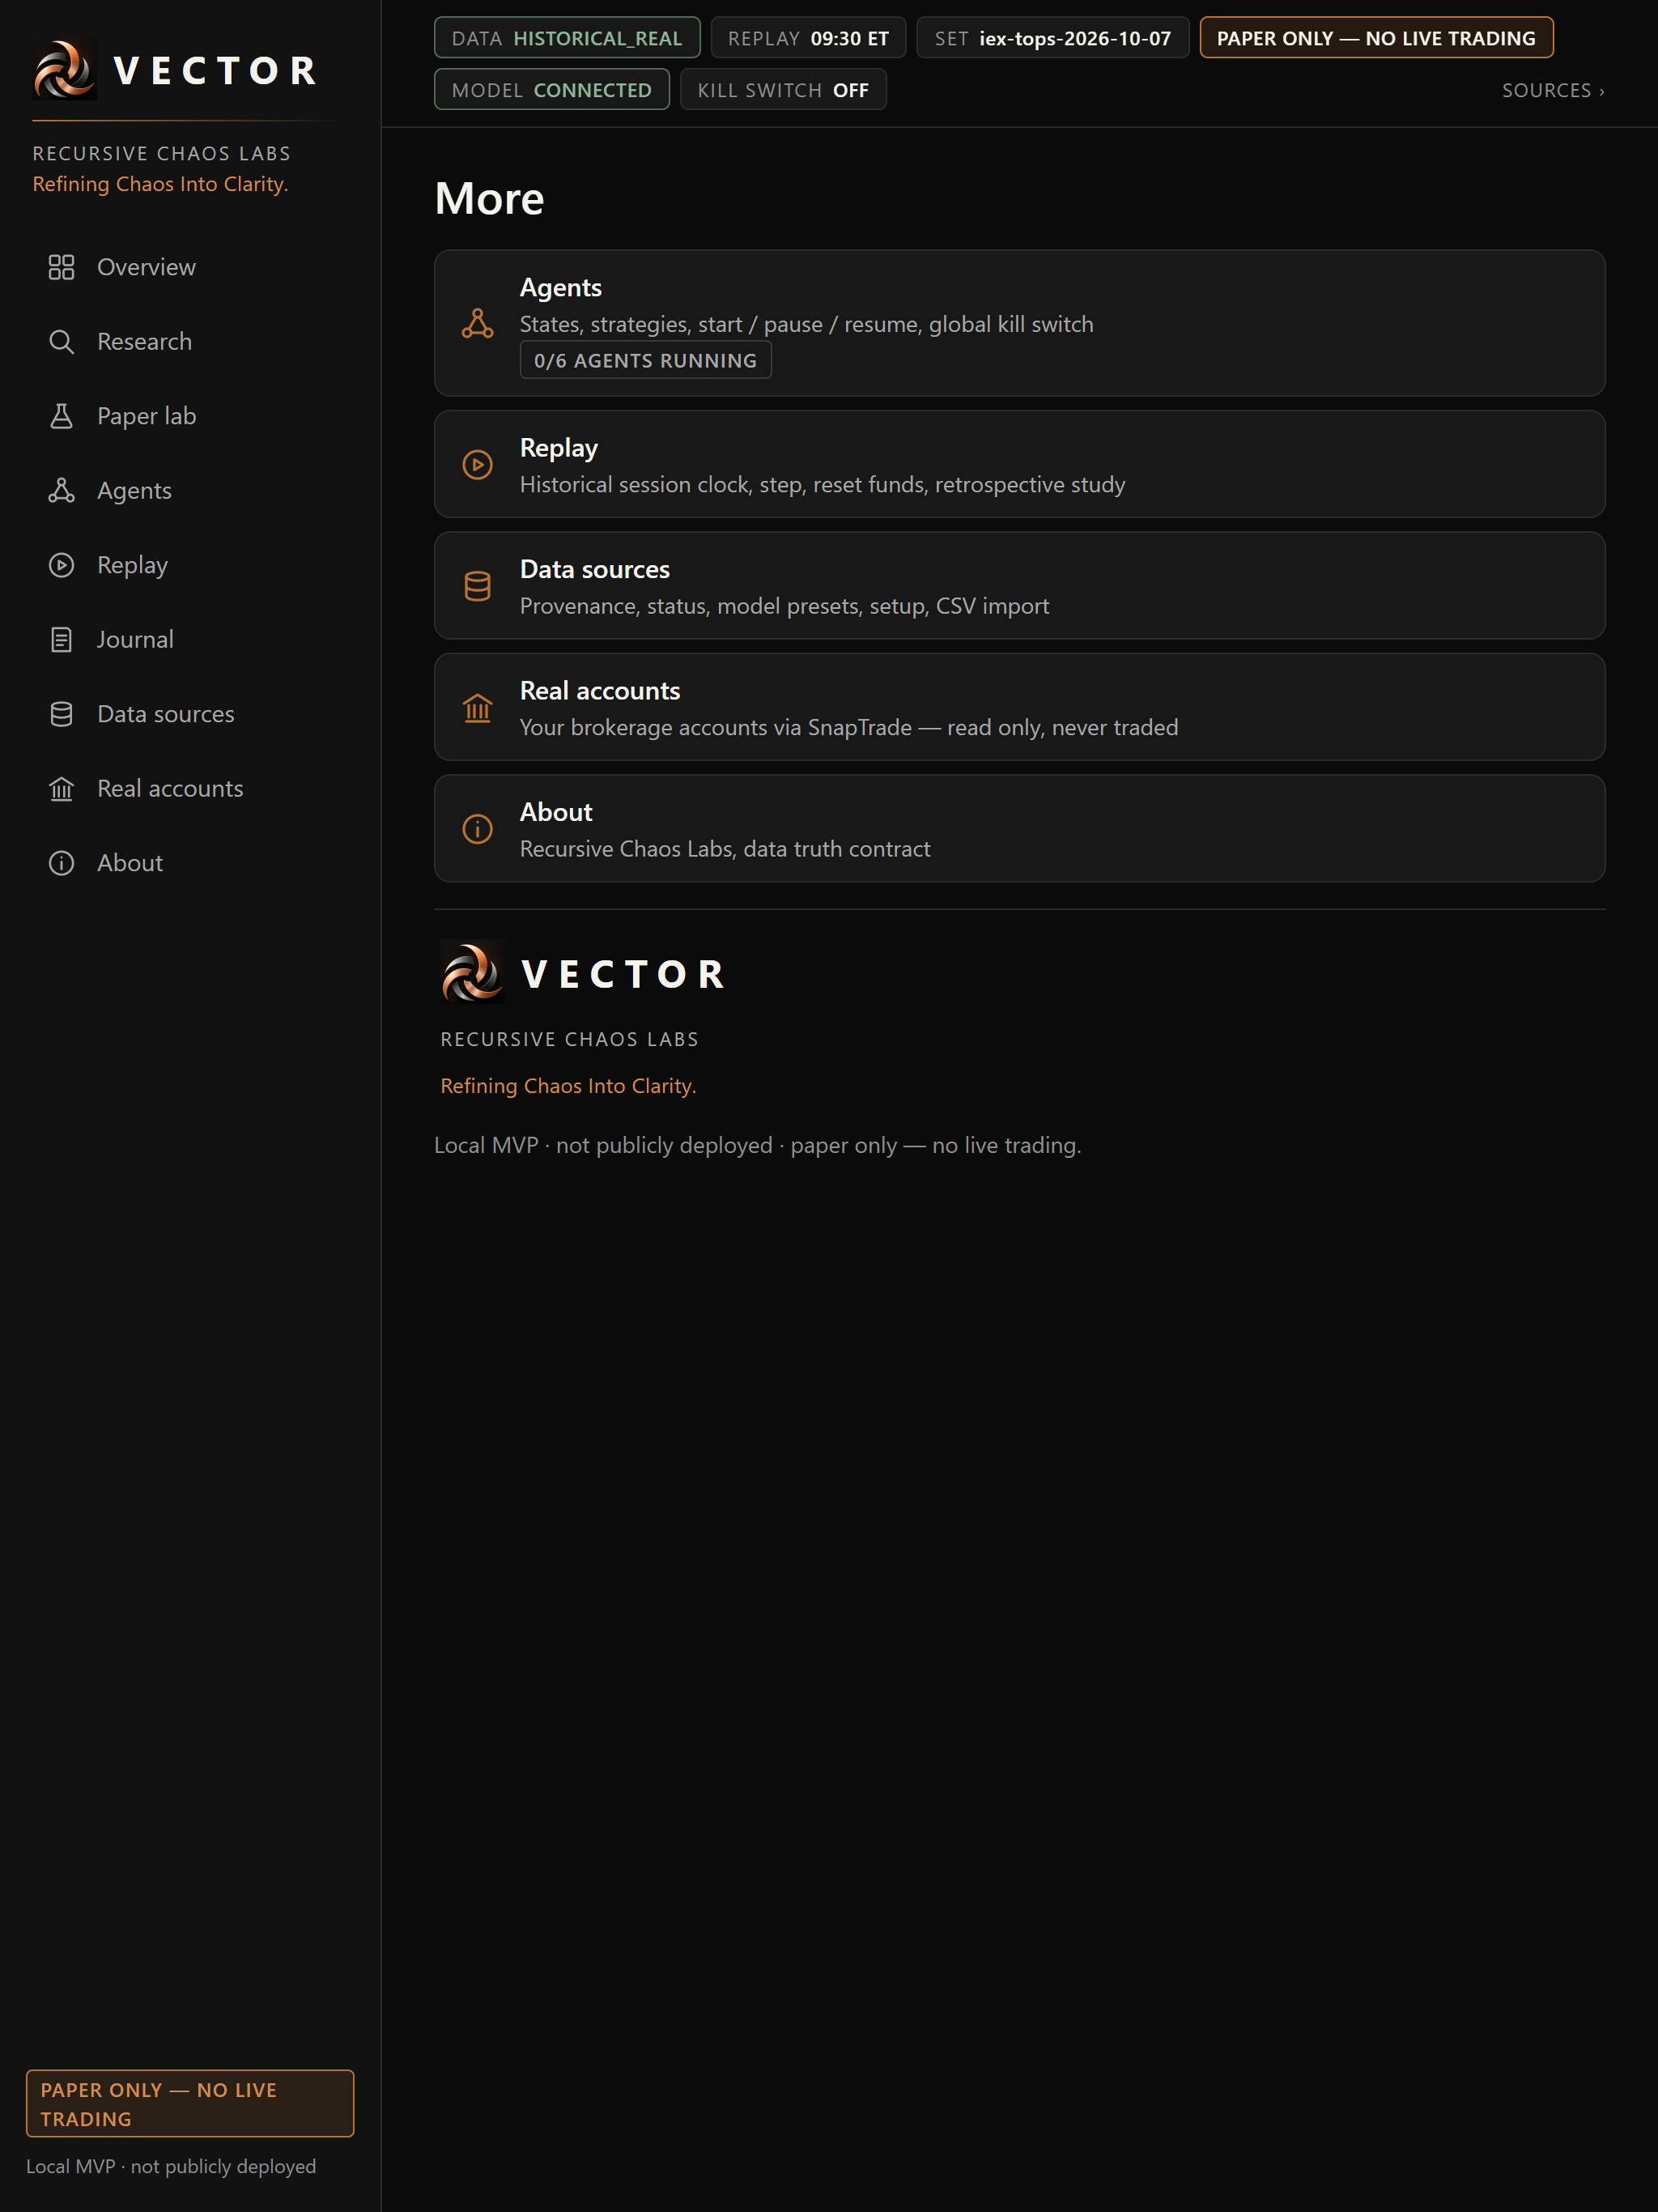 VECTOR
RECURSIVE CHAOS LABS
Refining Chaos Into Clarity.
Overview
Research
Paper lab
Agents
Replay
Journal
Data sources
Real accounts
About
PAPER ONLY — NO LIVE
TRADING
Local MVP · not publicly deployed
DATA HISTORICAL_REAL
REPLAY 09:30 ET
SET iex-tops-2026-10-07
PAPER ONLY — NO LIVE TRADING
MODEL CONNECTED
KILL SWITCH OFF
SOURCES ›
More
Agents
States, strategies, start / pause / resume, global kill switch
0/6 AGENTS RUNNING
Replay
Historical session clock, step, reset funds, retrospective study
Data sources
Provenance, status, model presets, setup, CSV import
Real accounts
Your brokerage accounts via SnapTrade — read only, never traded
About
Recursive Chaos Labs, data truth contract
VECTOR
RECURSIVE CHAOS LABS
Refining Chaos Into Clarity.
Local MVP · not publicly deployed · paper only — no live trading.